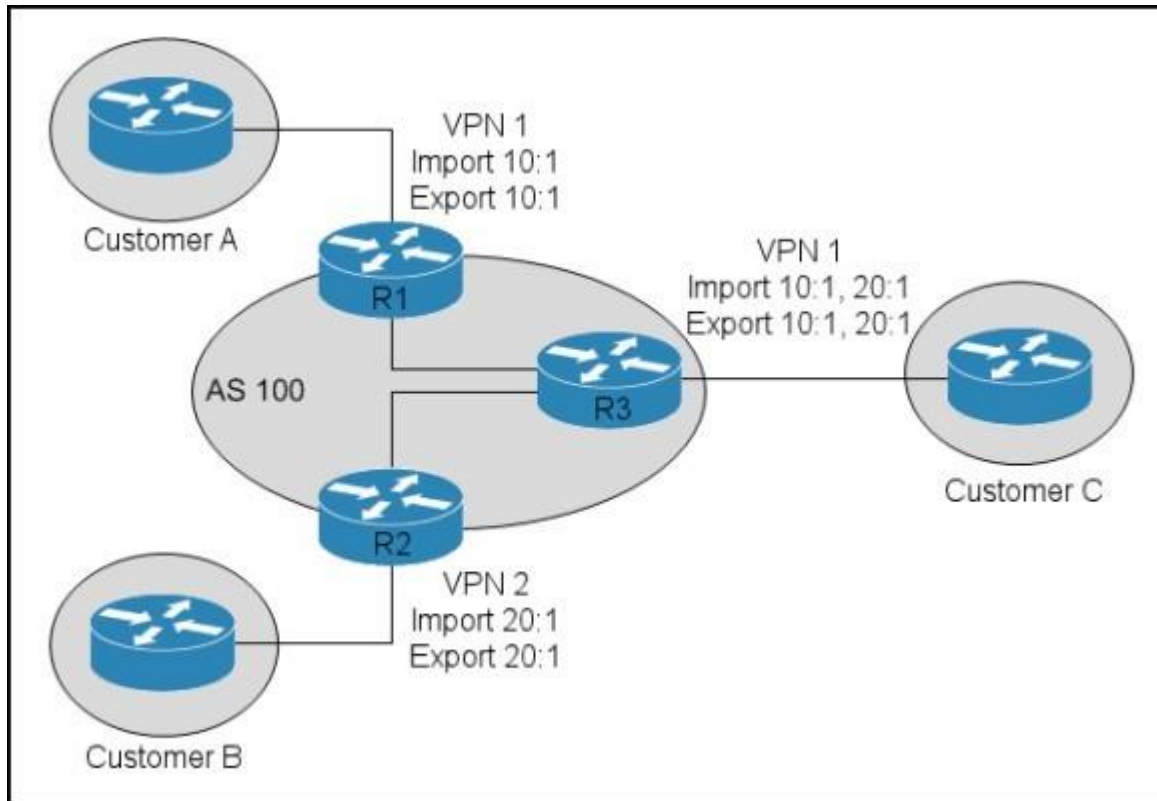 VPN 1
Import 10:1
Export 10:1
Customer A
R1
VPN 1
Import 10:1, 20:1
Export 10:1, 20:1
AS 100
R3
Customer C
R2
VPN 2
Import 20:1
Export 20:1
Customer B